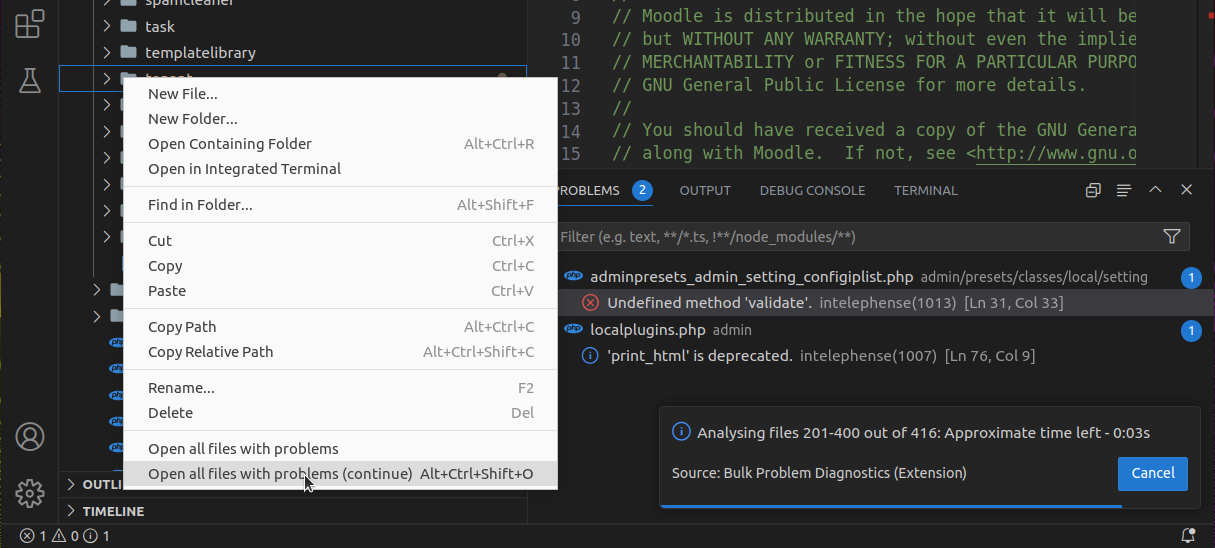 spamcleaner
task
templatelibrary
New File...
New Folder...
Open Containing Folder Alt+Ctrl+R
Open in Integrated Terminal
Find in Folder... Alt+Shift+F
Cut Ctrl+X
Copy Ctrl+C
Paste Ctrl+V
Copy Path Alt+Ctrl+C
Copy Relative Path Alt+Ctrl+Shift+C
Rename... F2
Delete Del
Open all files with problems
Open all files with problems (continue) Alt+Ctrl+Shift+O
php
php
php
php
php
OUTLI
TIMELINE
1 0 1
9 // Moodle is distributed in the hope that it will be
10 // but WITHOUT ANY WARRANTY; without even the implie
11 // MERCHANTABILITY or FITNESS FOR A PARTICULAR PURPO
12 // GNU General Public License for more details.
13 //
14 // You should have received a copy of the GNU Genera
15 // along with Moodle.  If not, see <http://www.gnu.o
ROBLEMS 2 OUTPUT DEBUG CONSOLE TERMINAL
Filter (e.g. text, **/*.ts, !**/node_modules/**)
php adminpresets_admin_setting_configiplist.php admin/presets/classes/local/setting 1
Undefined method 'validate'. intelephense(1013) [Ln 31, Col 33]
php localplugins.php admin 1
'print_html' is deprecated. intelephense(1007) [Ln 76, Col 9]
Analysing files 201-400 out of 416: Approximate time left - 0:03s
Source: Bulk Problem Diagnostics (Extension) Cancel